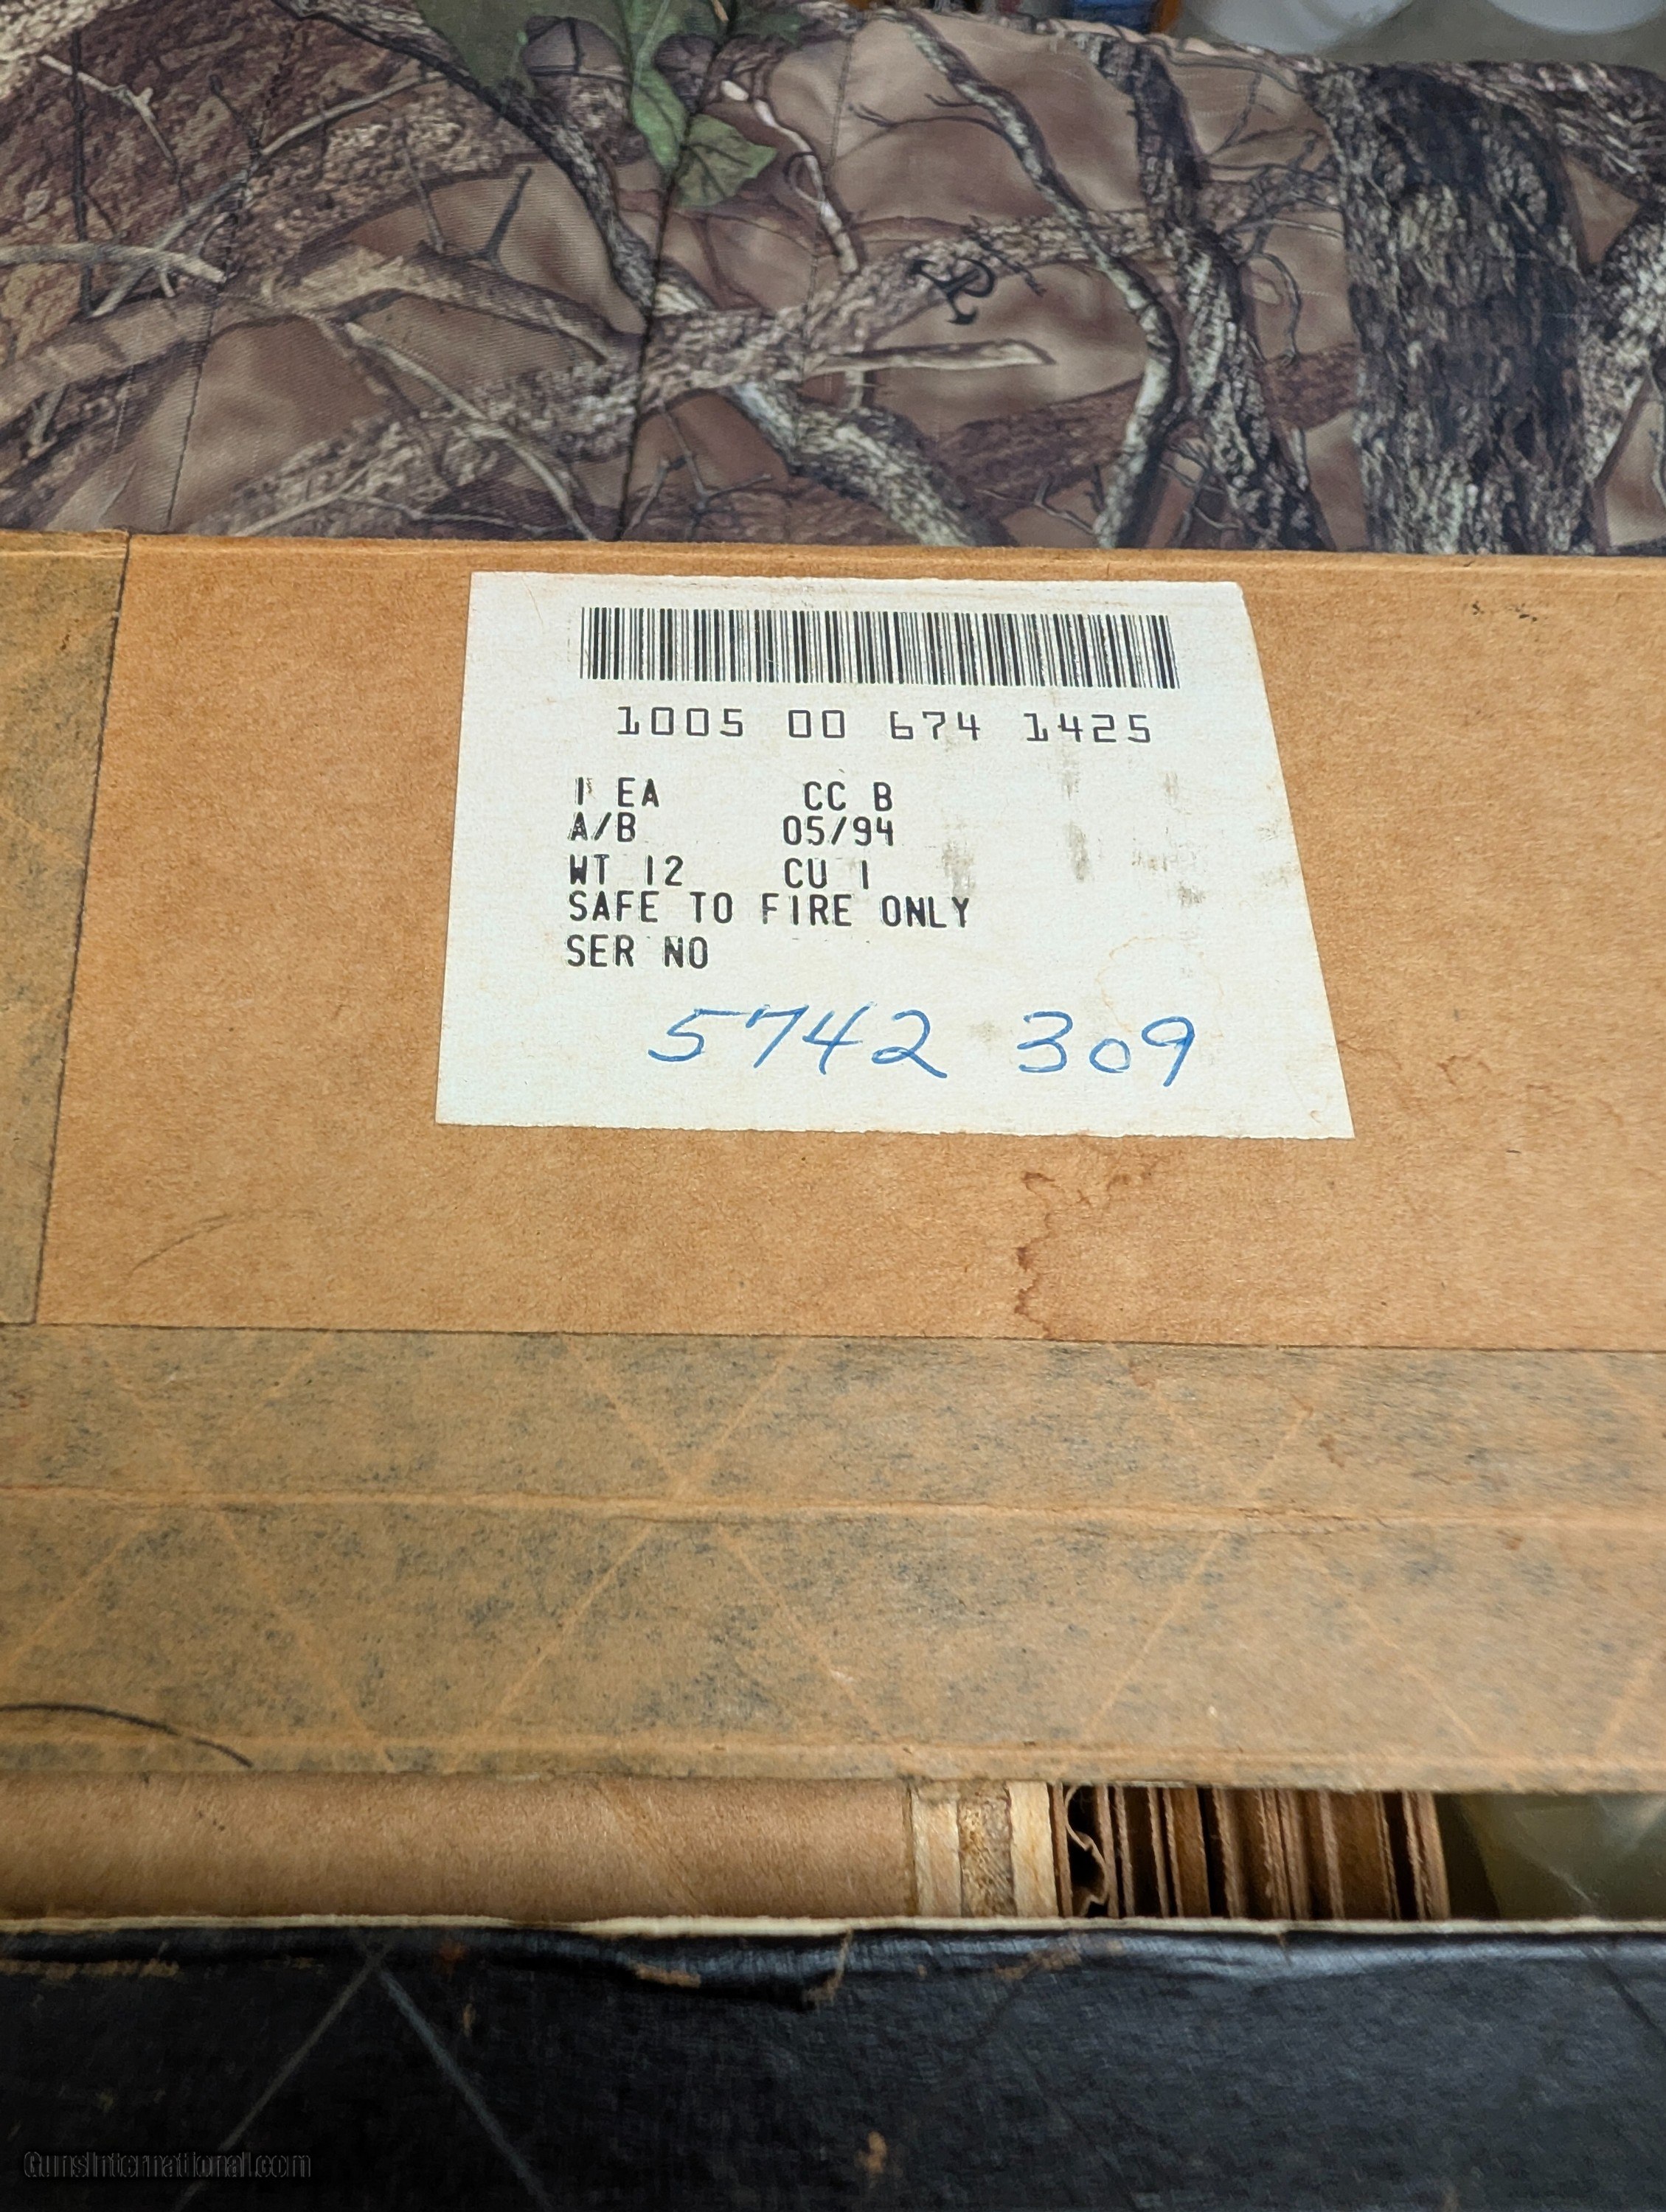 1005 00 674 1425
1 EA CC B
A/B 05/94
WT 12 CU 1
SAFE TO FIRE ONLY
SER NO
5742 309
GunsInternational.com